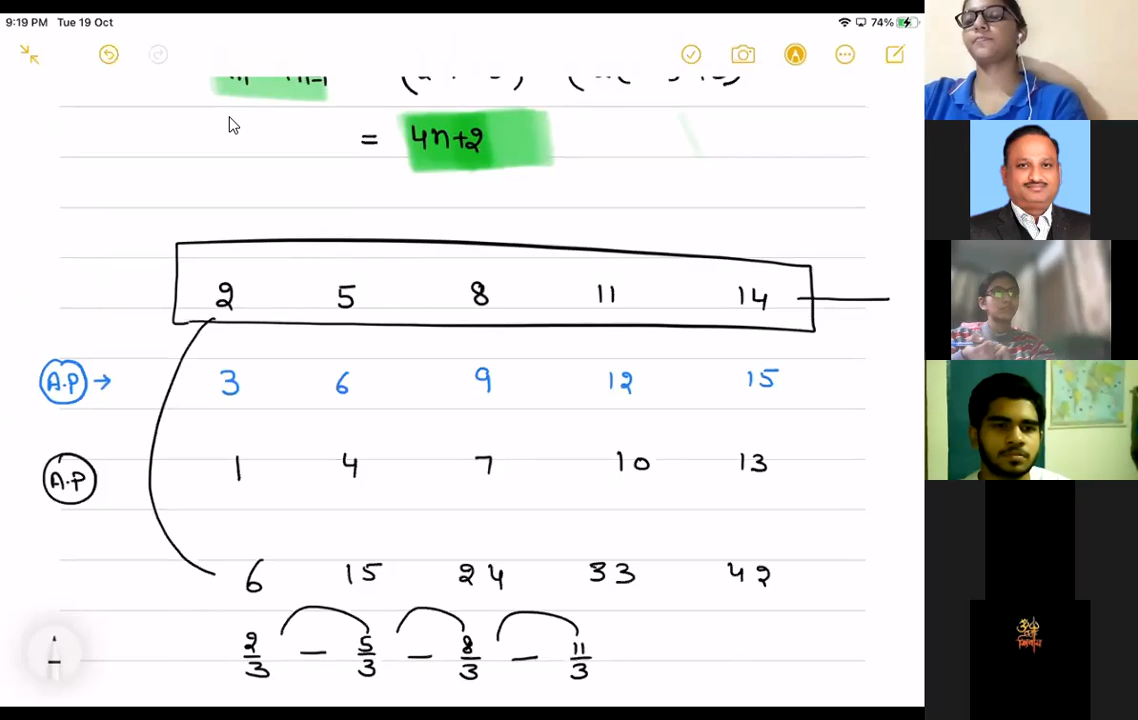 9:19 PM Tue 19 Oct 74%
= 4n+2
2 5 8 11 14
A.P → 3 6 9 12 15
A.P 1 4 7 10 13
6 15 24 33 42
2/3 — 5/3 — 8/3 — 11/3